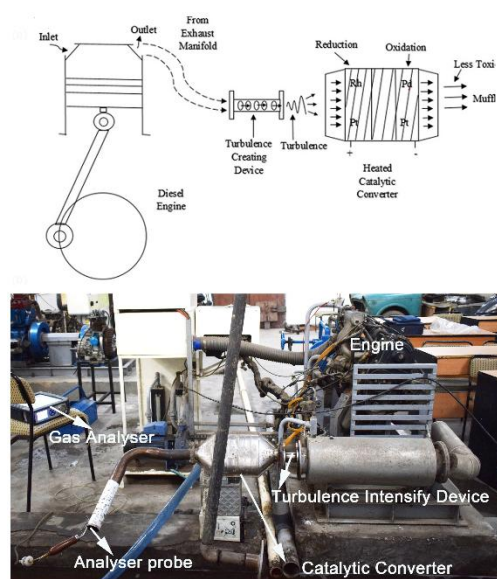 From
Exhaust
Manifold
Inlet
Outlet
Reduction
Oxidation
Less Toxi
Muffl
Rh
Pd
Pt
Pt
+
-
Turbulence
Creating
Device
Turbulence
Heated
Catalytic
Converter
Diesel
Engine
Engine
Gas Analyser
Turbulence Intensify Device
Analyser probe
Catalytic Converter